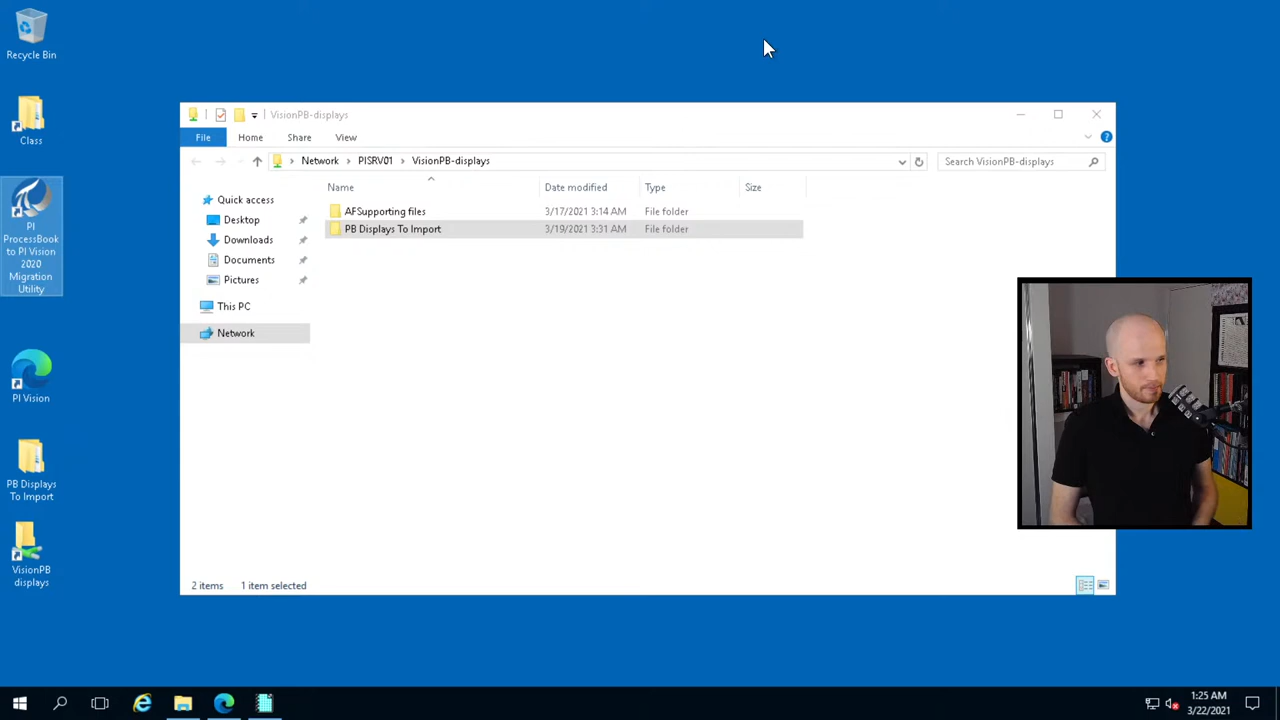 Recycle Bin
Class
PI
ProcessBook
to PI Vision
2020
Migration
Utility
PI Vision
PB Displays
To Import
VisionPB
displays
VisionPB-displays
File
Home
Share
View
Network
PISRV01
VisionPB-displays
Search VisionPB-displays
Quick access
Desktop
Downloads
Documents
Pictures
This PC
Network
Name
Date modified
Type
Size
AFSupporting files
3/17/2021 3:14 AM
File folder
PB Displays To Import
3/19/2021 3:31 AM
File folder
2 items
1 item selected
1:25 AM
3/22/2021